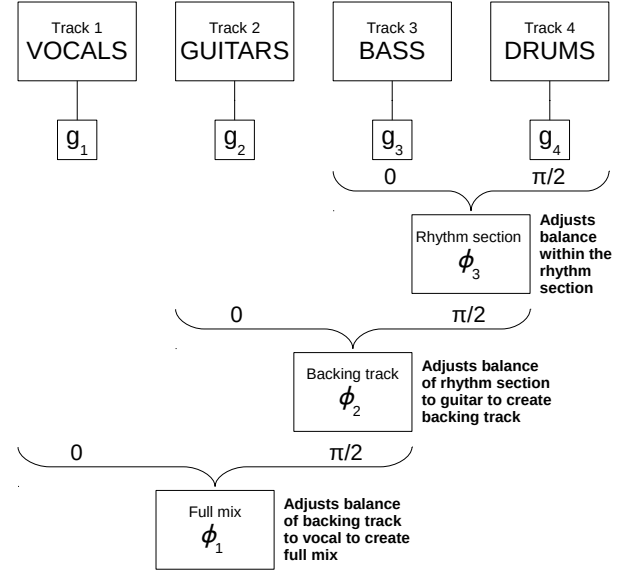 Track 1
VOCALS
Track 2
GUITARS
Track 3
BASS
Track 4
DRUMS
g1
g2
g3
g4
0
π/2
Rhythm section
ϕ3
Adjusts
balance
within the
rhythm
section
0
π/2
Backing track
ϕ2
Adjusts balance
of rhythm section
to guitar to create
backing track
0
π/2
Full mix
ϕ1
Adjusts balance
of backing track
to vocal to create
full mix